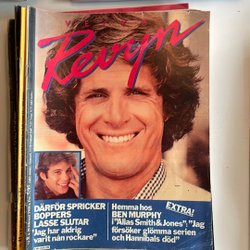 Revyn
DÄRFÖR SPRICKER
BOPPERS
LASSE SLUTAR
"Jag har aldrig
varit nån rockare"
EXTRA!
Hemma hos
BEN MURPHY
i "Alias Smith & Jones": "Jag
försöker glömma serien
och Hannibals död"